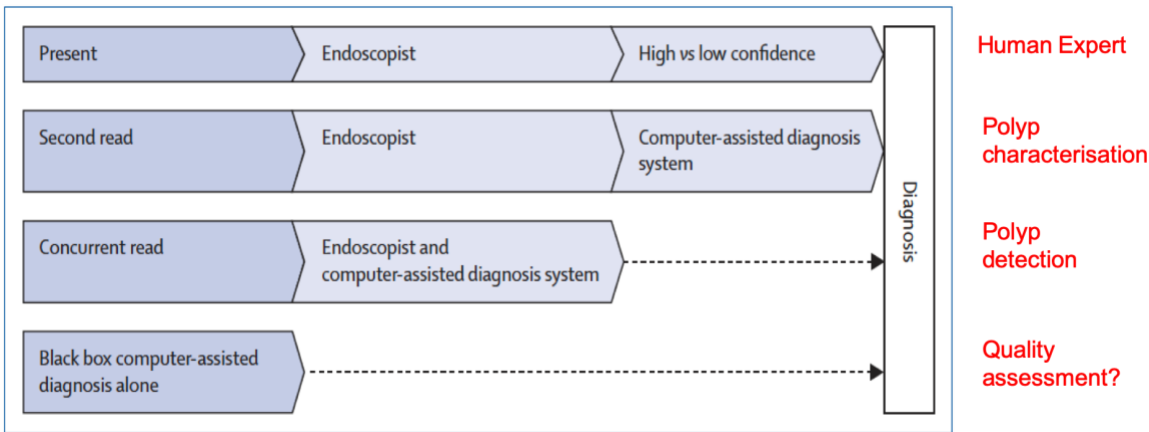 Present
Endoscopist
High vs low confidence
Human Expert
Second read
Endoscopist
Computer-assisted diagnosis
system
Polyp
characterisation
Concurrent read
Endoscopist and
computer-assisted diagnosis system
Polyp
detection
Black box computer-assisted
diagnosis alone
Quality
assessment?
Diagnosis